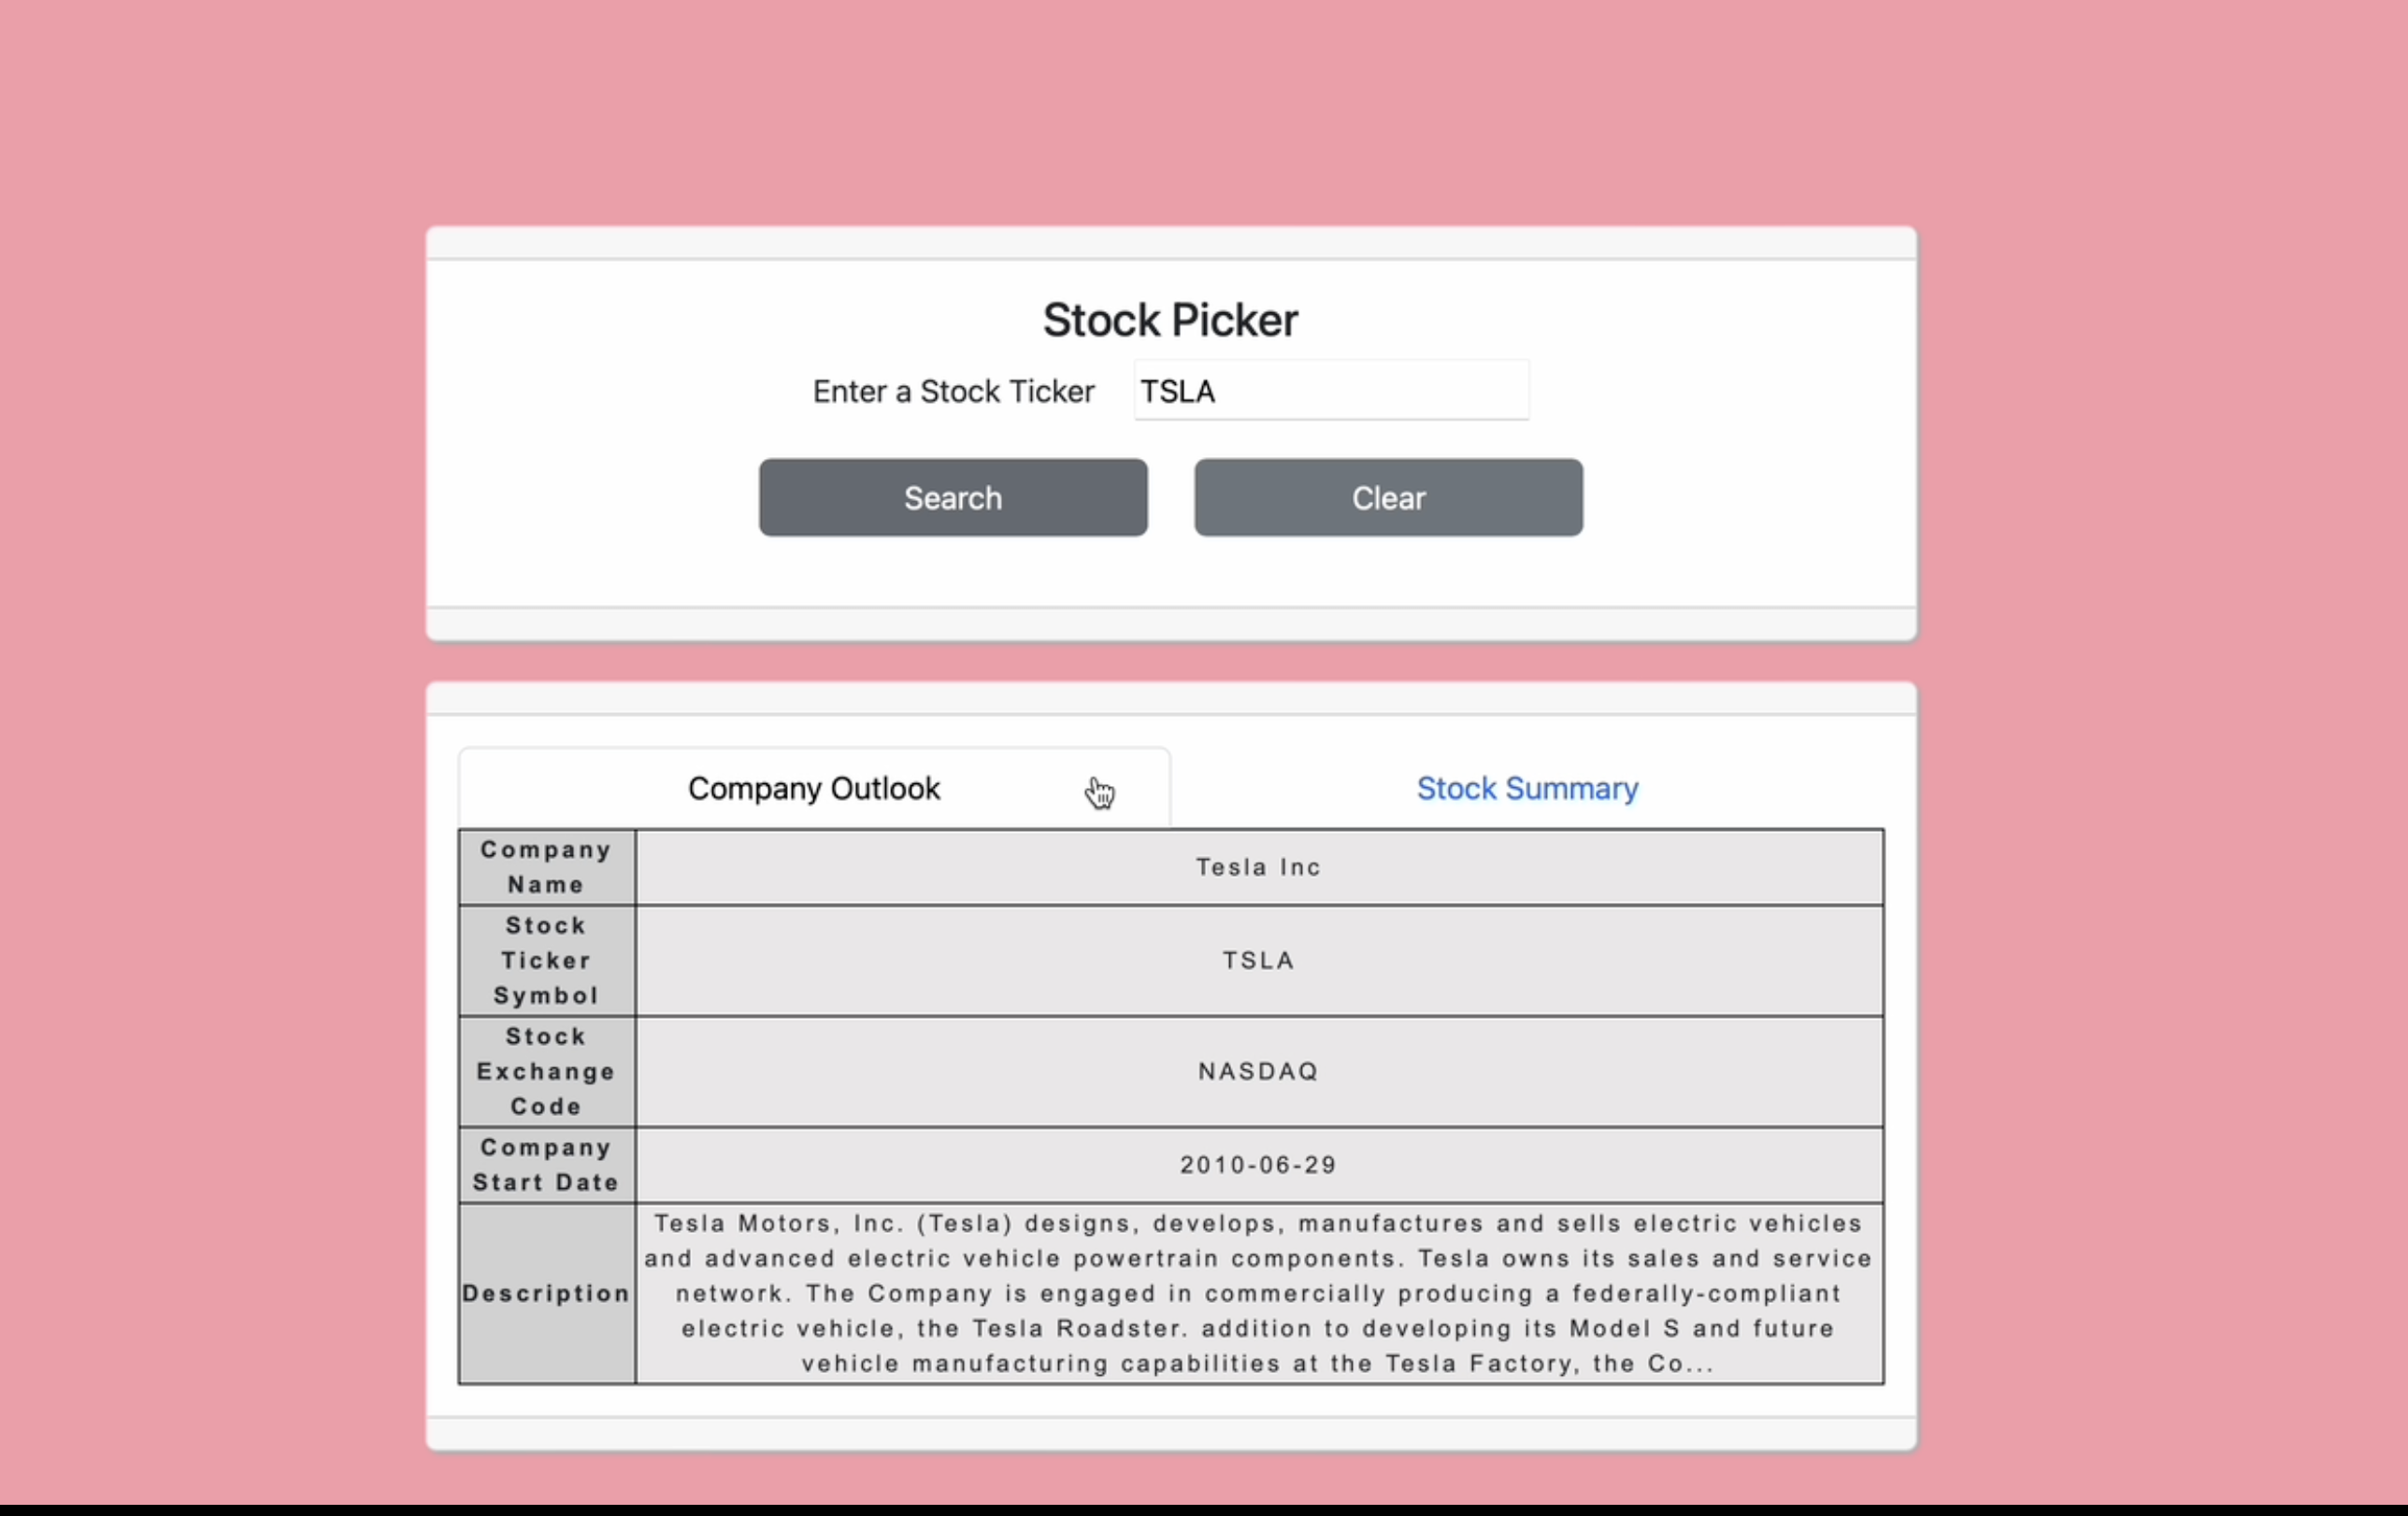 Stock Picker
Enter a Stock Ticker TSLA
Search Clear
Company Outlook Stock Summary
Company
Name
Tesla Inc
Stock
Ticker
Symbol
TSLA
Stock
Exchange
Code
NASDAQ
Company
Start Date
2010-06-29
Description
Tesla Motors, Inc. (Tesla) designs, develops, manufactures and sells electric vehicles
and advanced electric vehicle powertrain components. Tesla owns its sales and service
network. The Company is engaged in commercially producing a federally-compliant
electric vehicle, the Tesla Roadster. addition to developing its Model S and future
vehicle manufacturing capabilities at the Tesla Factory, the Co...